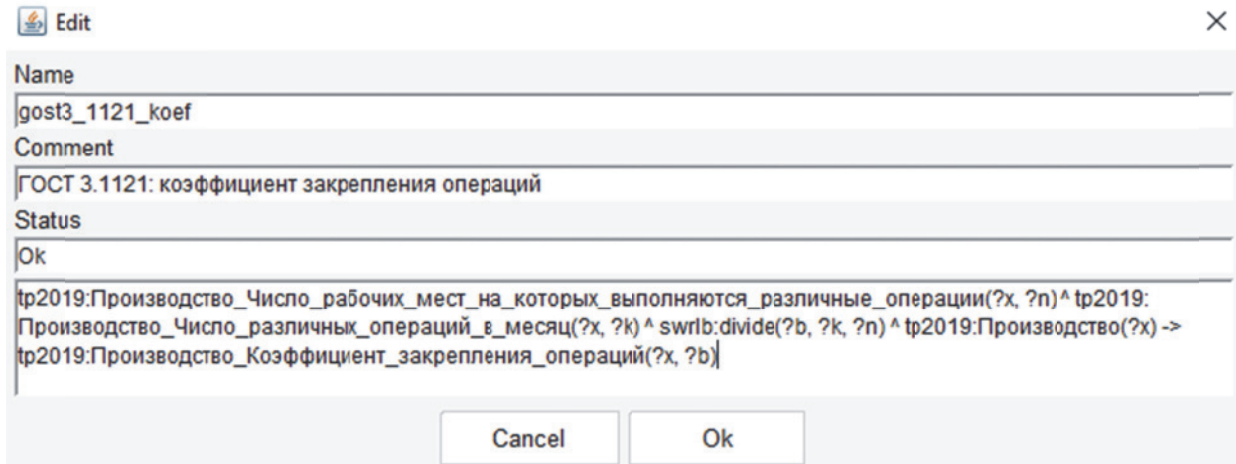 Edit
Name
gost3_1121_koef
Comment
ГОСТ 3.1121: коэффициент закрепления операций
Status
Ok
tp2019:Производство_Число_рабочих_мест_на_которых_выполняются_различные_операции(?x, ?n)^ tp2019:
Производство_Число_различных_операций_в_месяц(?x, ?k) ^ swrlb:divide(?b, ?k, ?n) ^ tp2019:Производство(?x) ->
tp2019:Производство_Коэффициент_закрепления_операций(?x, ?b)
Cancel Ok